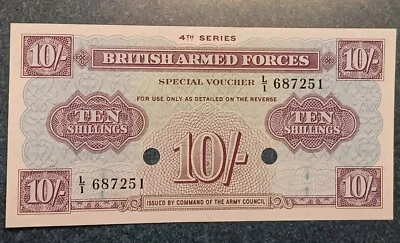 4TH SERIES
10/- BRITISH ARMED FORCES 10/-
SPECIAL VOUCHER L/1 687251
FOR USE ONLY AS DETAILED ON THE REVERSE
TEN SHILLINGS
TEN SHILLINGS
10/-
L/1 687251
10/- ISSUED BY COMMAND OF THE ARMY COUNCIL 10/-